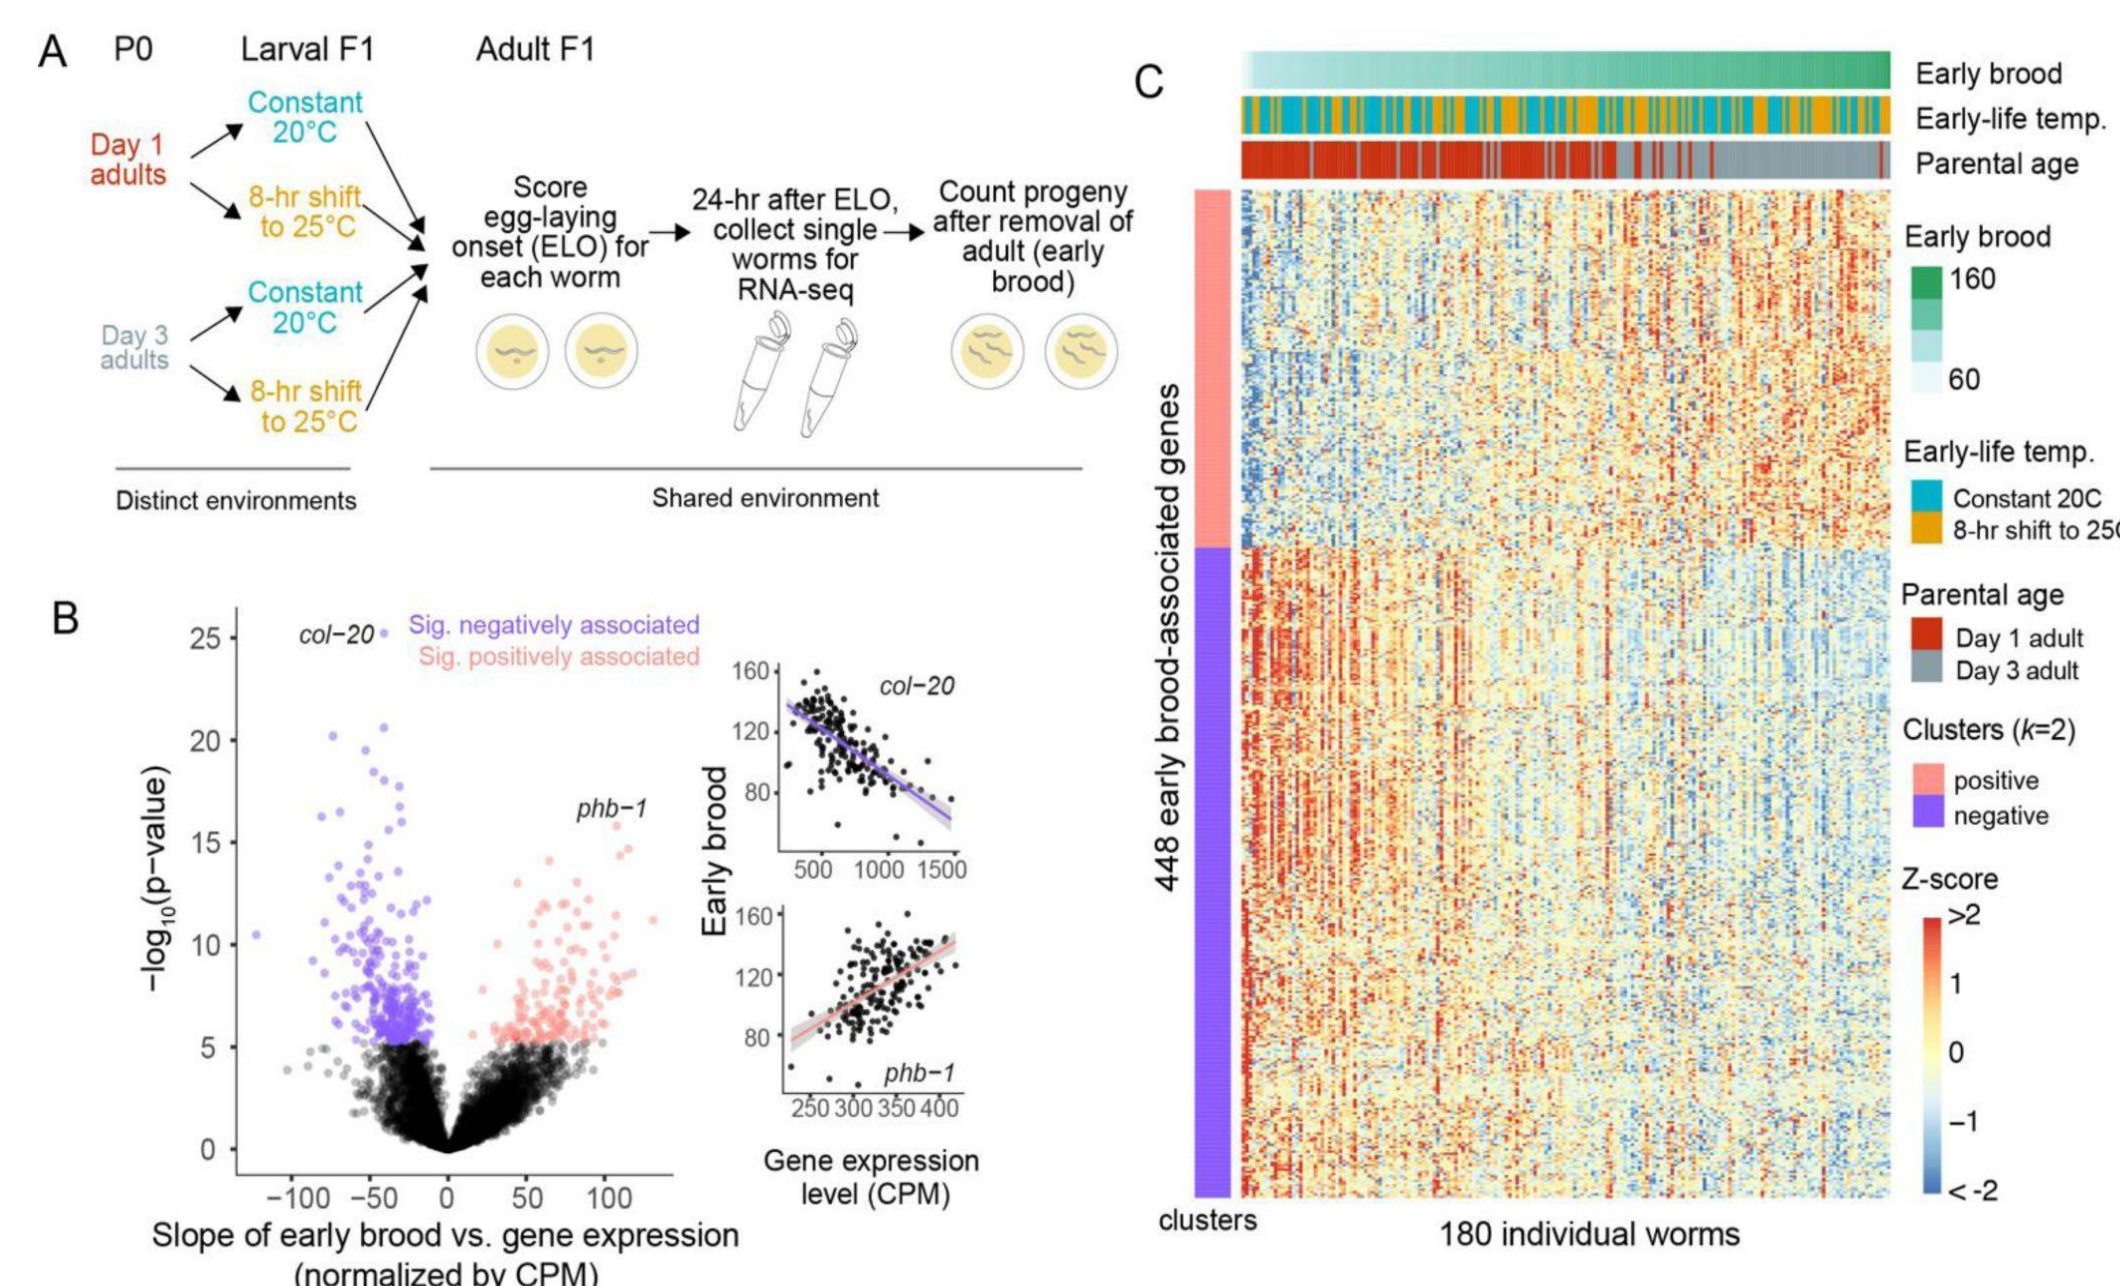 A
P0
Larval F1
Adult F1
Day 1
adults
Constant
20°C
8-hr shift
to 25°C
Day 3
adults
Constant
20°C
8-hr shift
to 25°C
Score
egg-laying
onset (ELO) for
each worm
24-hr after ELO,
collect single
worms for
RNA-seq
Count progeny
after removal of
adult (early
brood)
Distinct environments
Shared environment
B
−log10(p−value)
25
20
15
10
5
0
−100
−50
0
50
100
Slope of early brood vs. gene expression
(normalized by CPM)
col−20
Sig. negatively associated
Sig. positively associated
phb−1
Early brood
160
120
80
col−20
500
1000
1500
160
120
80
phb−1
250
300
350
400
Gene expression
level (CPM)
C
Early brood
Early-life temp.
Parental age
448 early brood-associated genes
clusters
180 individual worms
Early brood
160
60
Early-life temp.
Constant 20C
8-hr shift to 25C
Parental age
Day 1 adult
Day 3 adult
Clusters (k=2)
positive
negative
Z-score
>2
1
0
−1
< -2